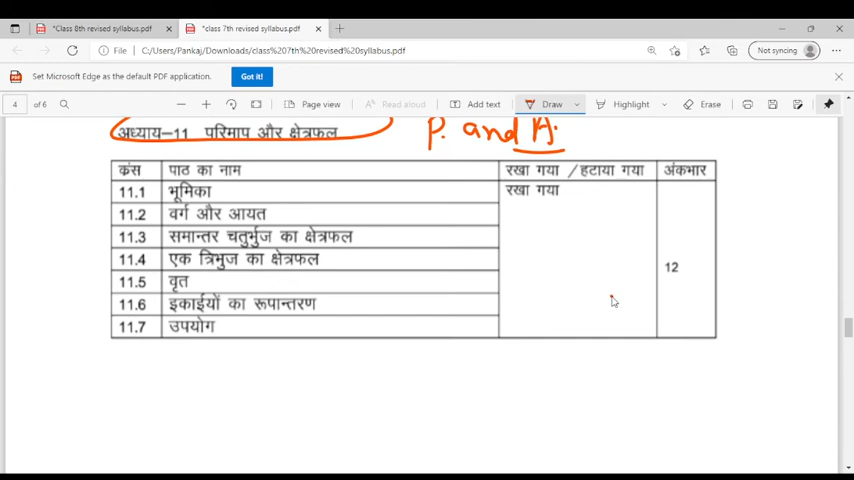 *Class 8th revised syllabus.pdf
*class 7th revised syllabus.pdf
File C:/Users/Pankaj/Downloads/class%207th%20revised%20syllabus.pdf
Not syncing
Set Microsoft Edge as the default PDF application. Got it!
4 of 6 Page view Read aloud Add text Draw Highlight Erase
अध्याय–11 परिमाप और क्षेत्रफल P. and A.
कंस पाठ का नाम रखा गया /हटाया गया अंकभार
11.1 भूमिका रखा गया
11.2 वर्ग और आयत
11.3 समान्तर चतुर्भुज का क्षेत्रफल
11.4 एक त्रिभुज का क्षेत्रफल
12
11.5 वृत
11.6 इकाईयों का रूपान्तरण
11.7 उपयोग